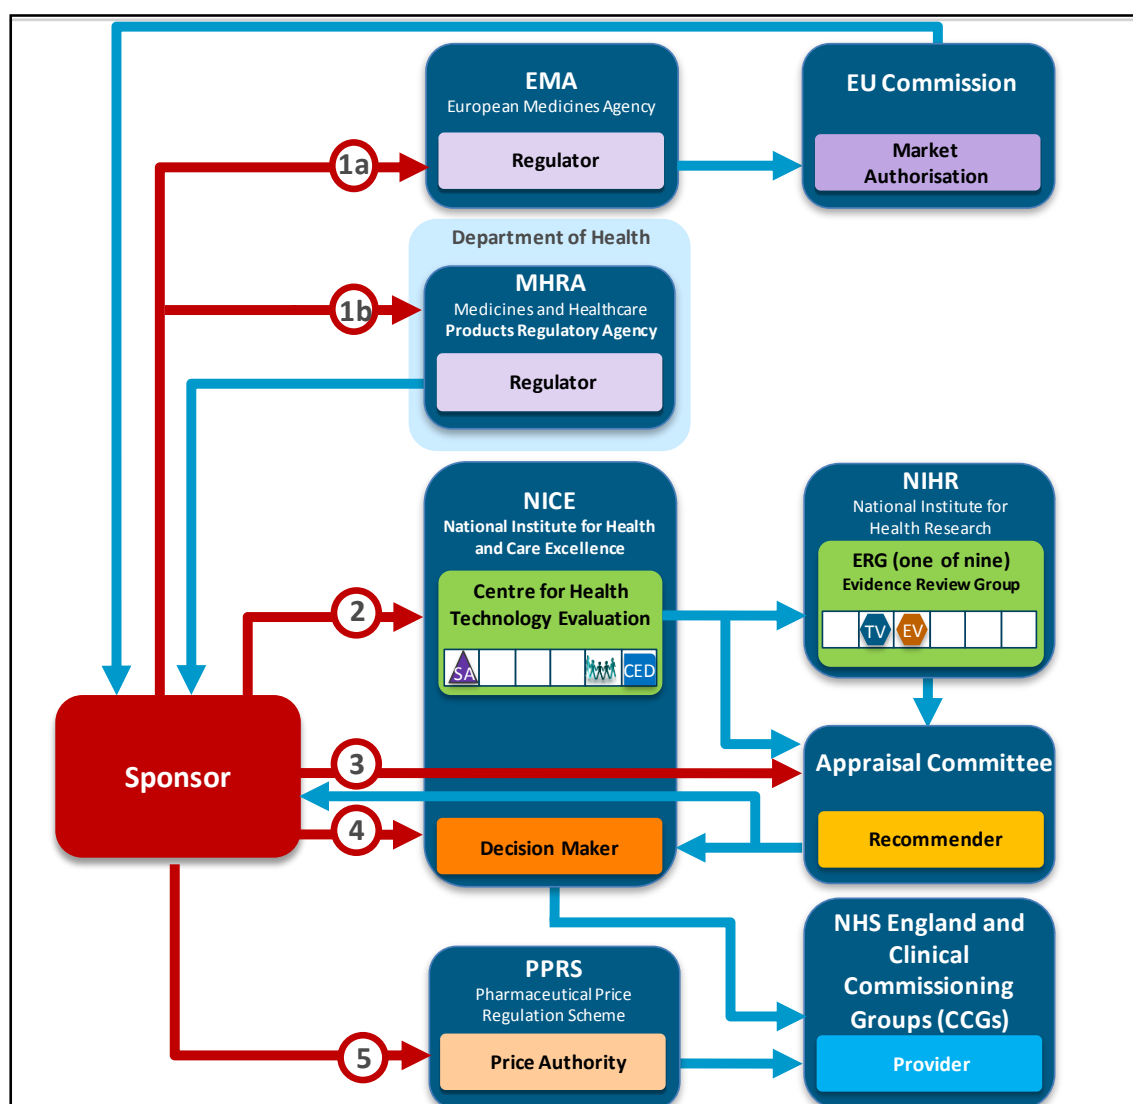 EMA
European Medicines Agency
Regulator
EU Commission
Market
Authorisation
1a
Department of Health
MHRA
Medicines and Healthcare
Products Regulatory Agency
Regulator
1b
NICE
National Institute for Health
and Care Excellence
Centre for Health
Technology Evaluation
SA
CED
Decision Maker
NIHR
National Institute for
Health Research
ERG (one of nine)
Evidence Review Group
TV
EV
2
Sponsor
3
4
Appraisal Committee
Recommender
PPRS
Pharmaceutical Price
Regulation Scheme
Price Authority
5
NHS England and
Clinical
Commissioning
Groups (CCGs)
Provider